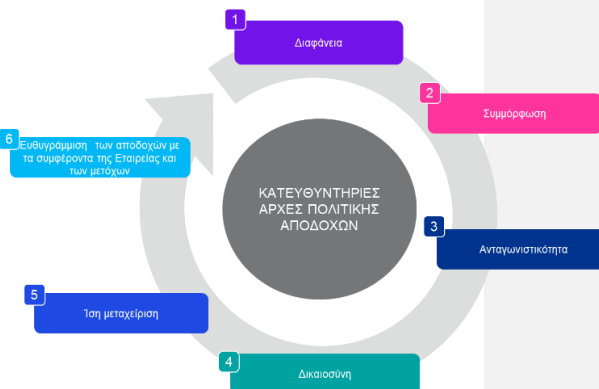 1
Διαφάνεια
2
Συμμόρφωση
3
Ανταγωνιστικότητα
4
Δικαιοσύνη
5
Ίση μεταχείριση
6
Ευθυγράμμιση των αποδοχών με
τα συμφέροντα της Εταιρείας και
των μετόχων
ΚΑΤΕΥΘΥΝΤΗΡΙΕΣ
ΑΡΧΕΣ ΠΟΛΙΤΙΚΗΣ
ΑΠΟΔΟΧΩΝ